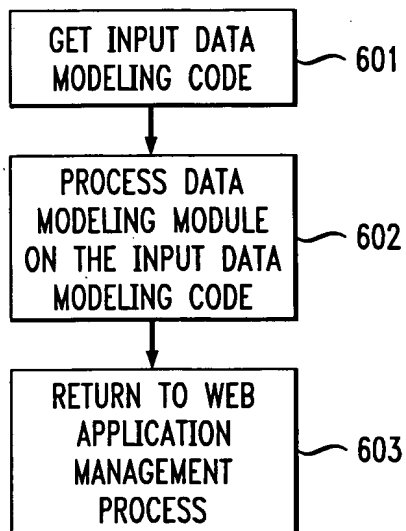 GET INPUT DATA
MODELING CODE
601
PROCESS DATA
MODELING MODULE
ON THE INPUT DATA
MODELING CODE
602
RETURN TO WEB
APPLICATION
MANAGEMENT
PROCESS
603